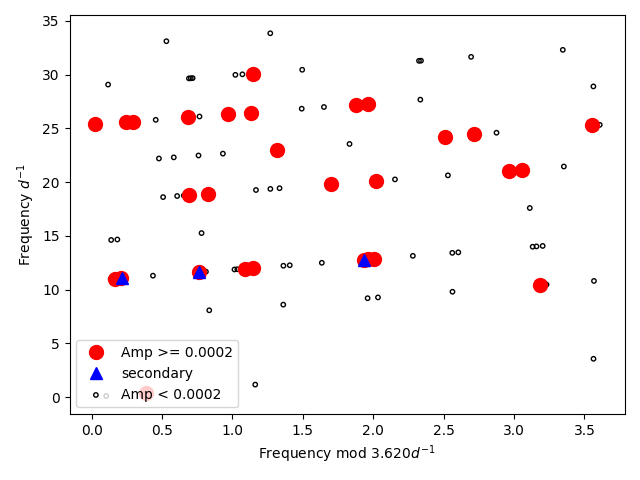 35
30
25
20
15
10
5
0
Frequency d⁻¹
Amp >= 0.0002
secondary
Amp < 0.0002
0.0 0.5 1.0 1.5 2.0 2.5 3.0 3.5
Frequency mod 3.620d⁻¹